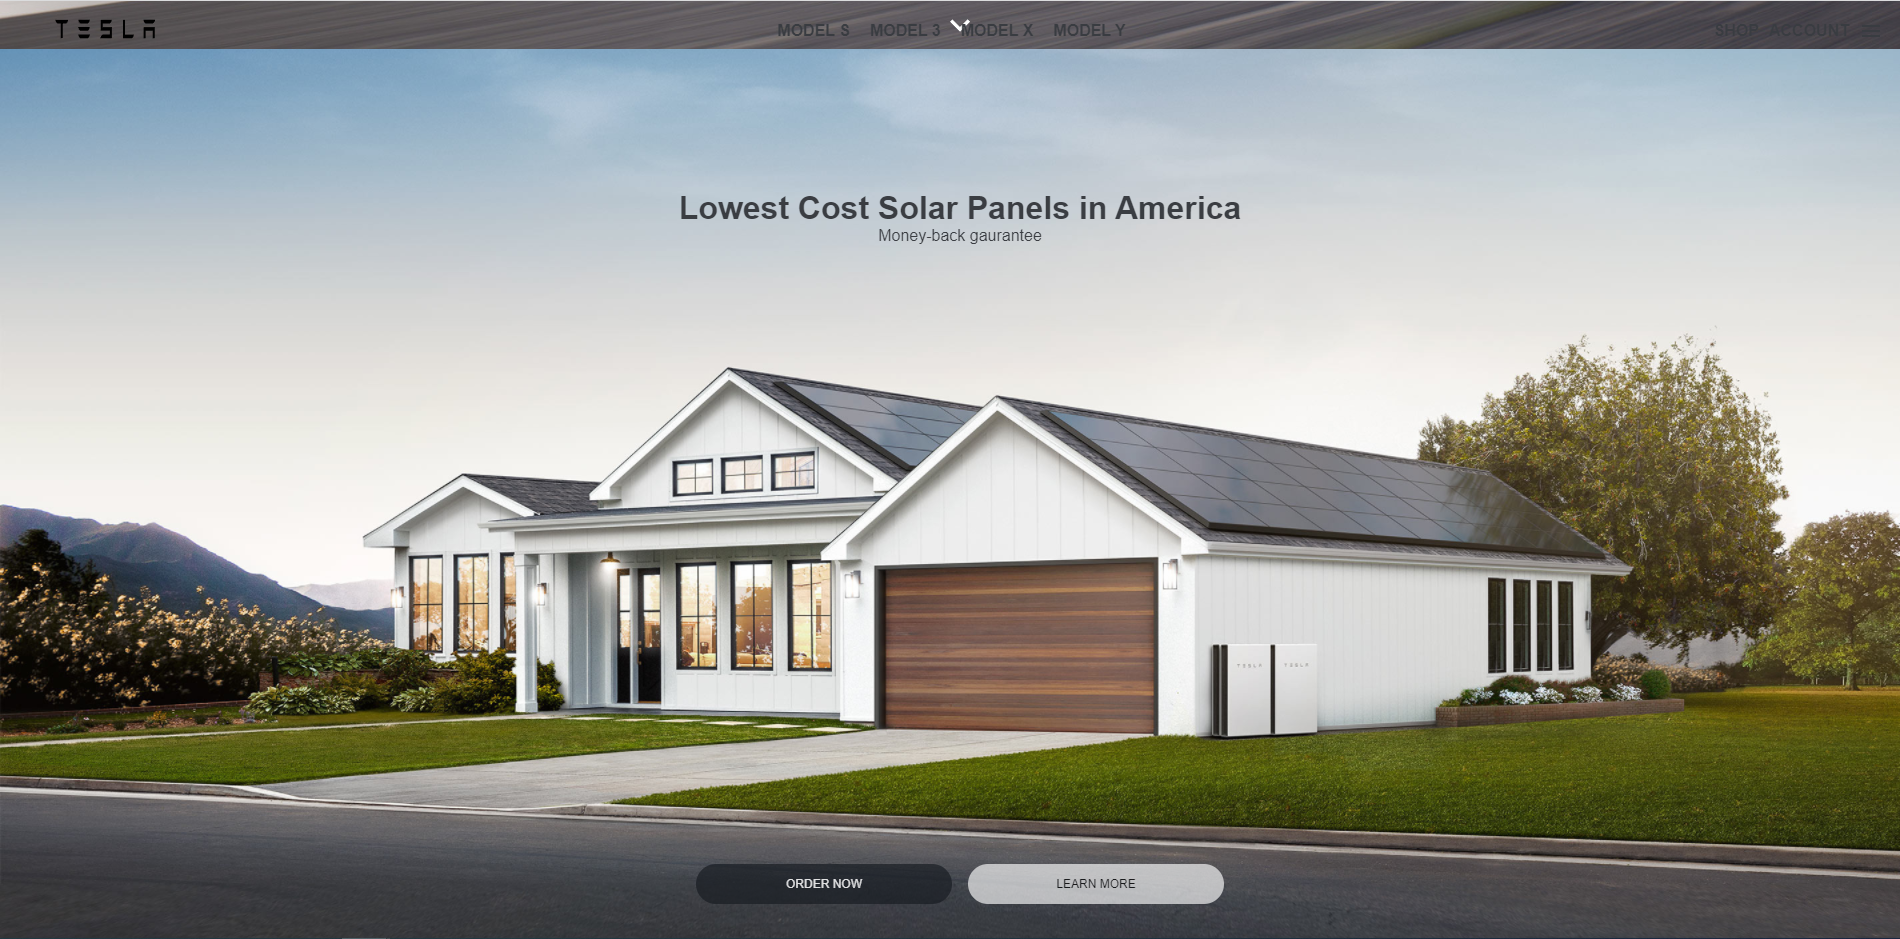 TESLA
MODEL S MODEL 3 MODEL X MODEL Y
SHOP ACCOUNT
Lowest Cost Solar Panels in America
Money-back gaurantee
TESLA TESLA
ORDER NOW
LEARN MORE